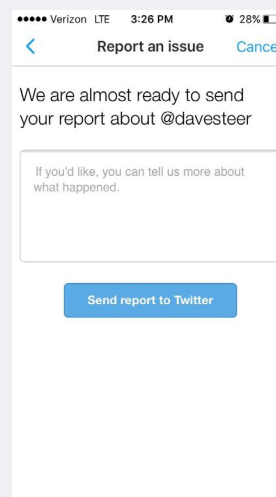 Verizon LTE 3:26 PM 28%
Report an issue Cance
We are almost ready to send
your report about @davesteer
If you'd like, you can tell us more about
what happened.
Send report to Twitter